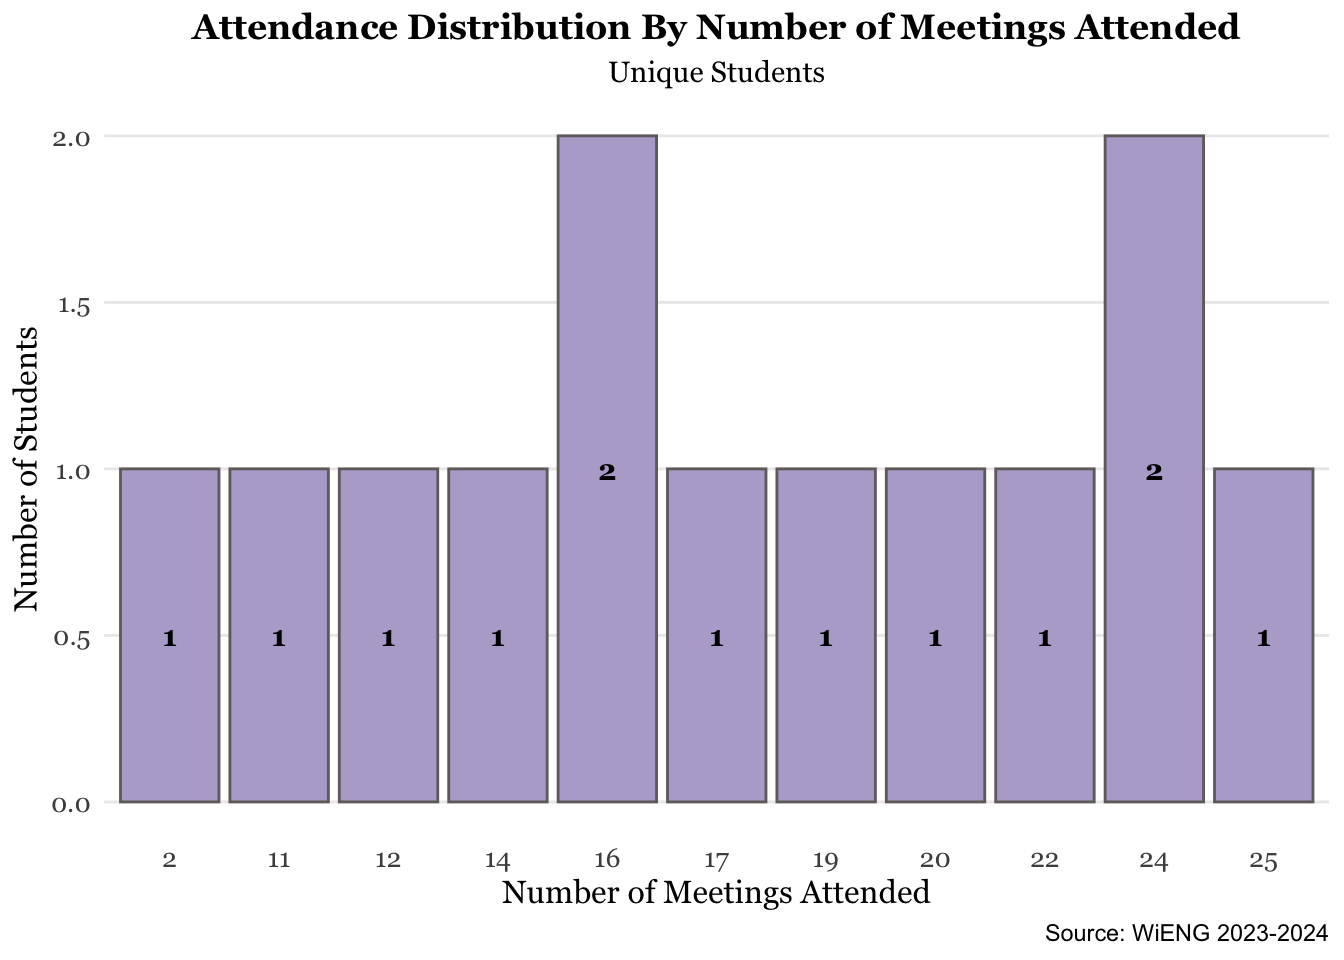 Attendance Distribution By Number of Meetings Attended
Unique Students
Number of Students
2.0
1.5
1.0
0.5
0.0
1 1 1 1 2 1 1 1 1 2 1
2 11 12 14 16 17 19 20 22 24 25
Number of Meetings Attended
Source: WiENG 2023-2024